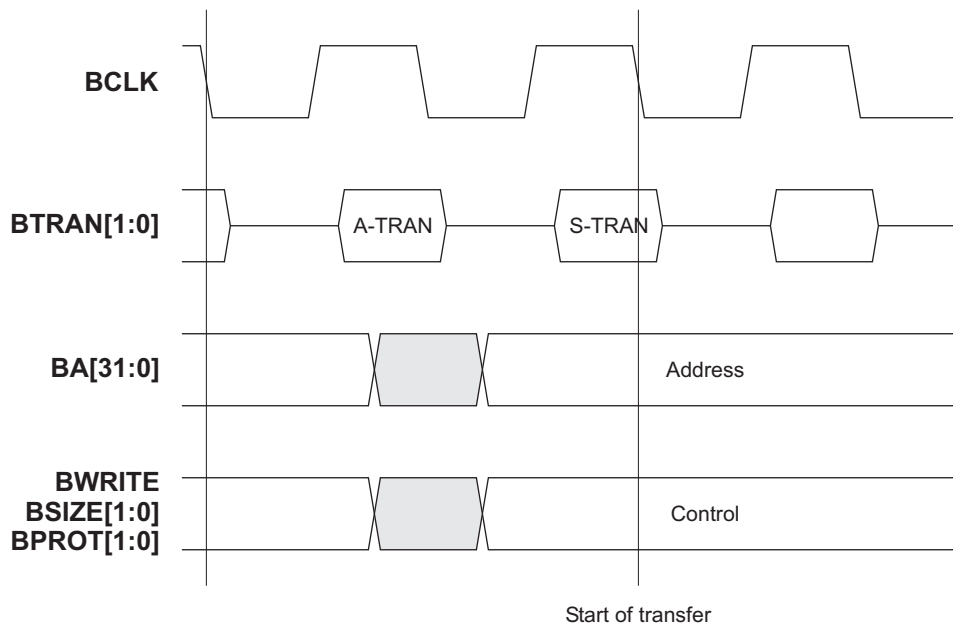 BCLK
BTRAN[1:0]
A-TRAN
S-TRAN
BA[31:0]
Address
BWRITE
BSIZE[1:0]
BPROT[1:0]
Control
Start of transfer